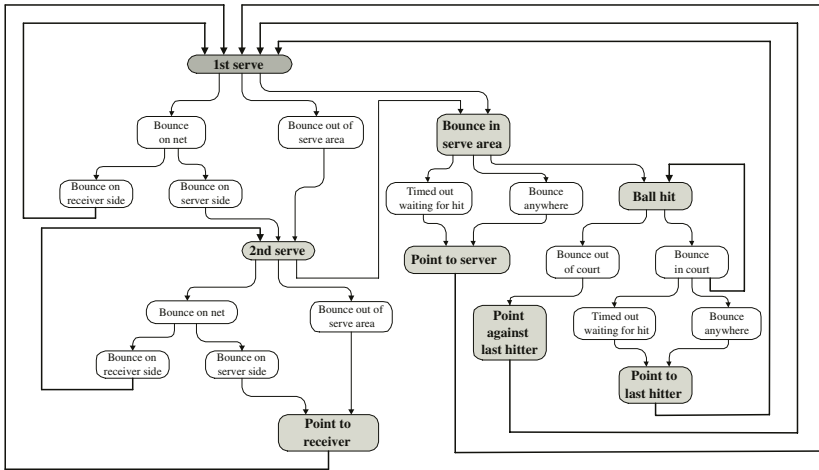 1st serve
Bounce
on net
Bounce out of
serve area
Bounce in
serve area
Bounce on
receiver side
Bounce on
server side
Timed out
waiting for hit
Bounce
anywhere
Ball hit
2nd serve
Point to server
Bounce out
of court
Bounce
in court
Bounce on net
Bounce out of
serve area
Point
against
last hitter
Timed out
waiting for hit
Bounce
anywhere
Bounce on
receiver side
Bounce on
server side
Point to
last hitter
Point to
receiver